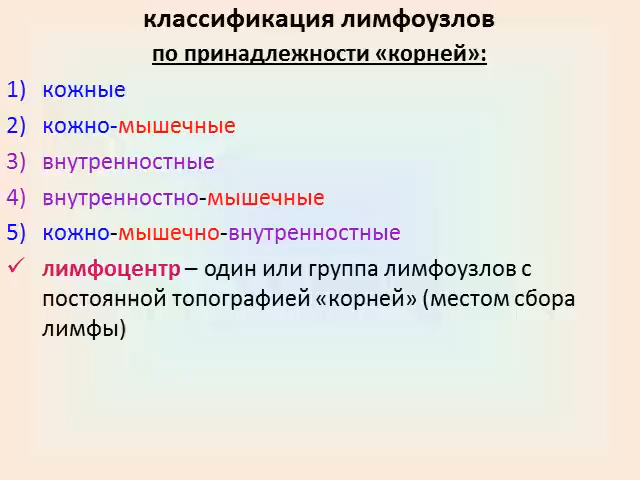 классификация лимфоузлов
по принадлежности «корней»:
1) кожные
2) кожно-мышечные
3) внутренностные
4) внутренностно-мышечные
5) кожно-мышечно-внутренностные
✓ лимфоцентр – один или группа лимфоузлов с
постоянной топографией «корней» (местом сбора
лимфы)